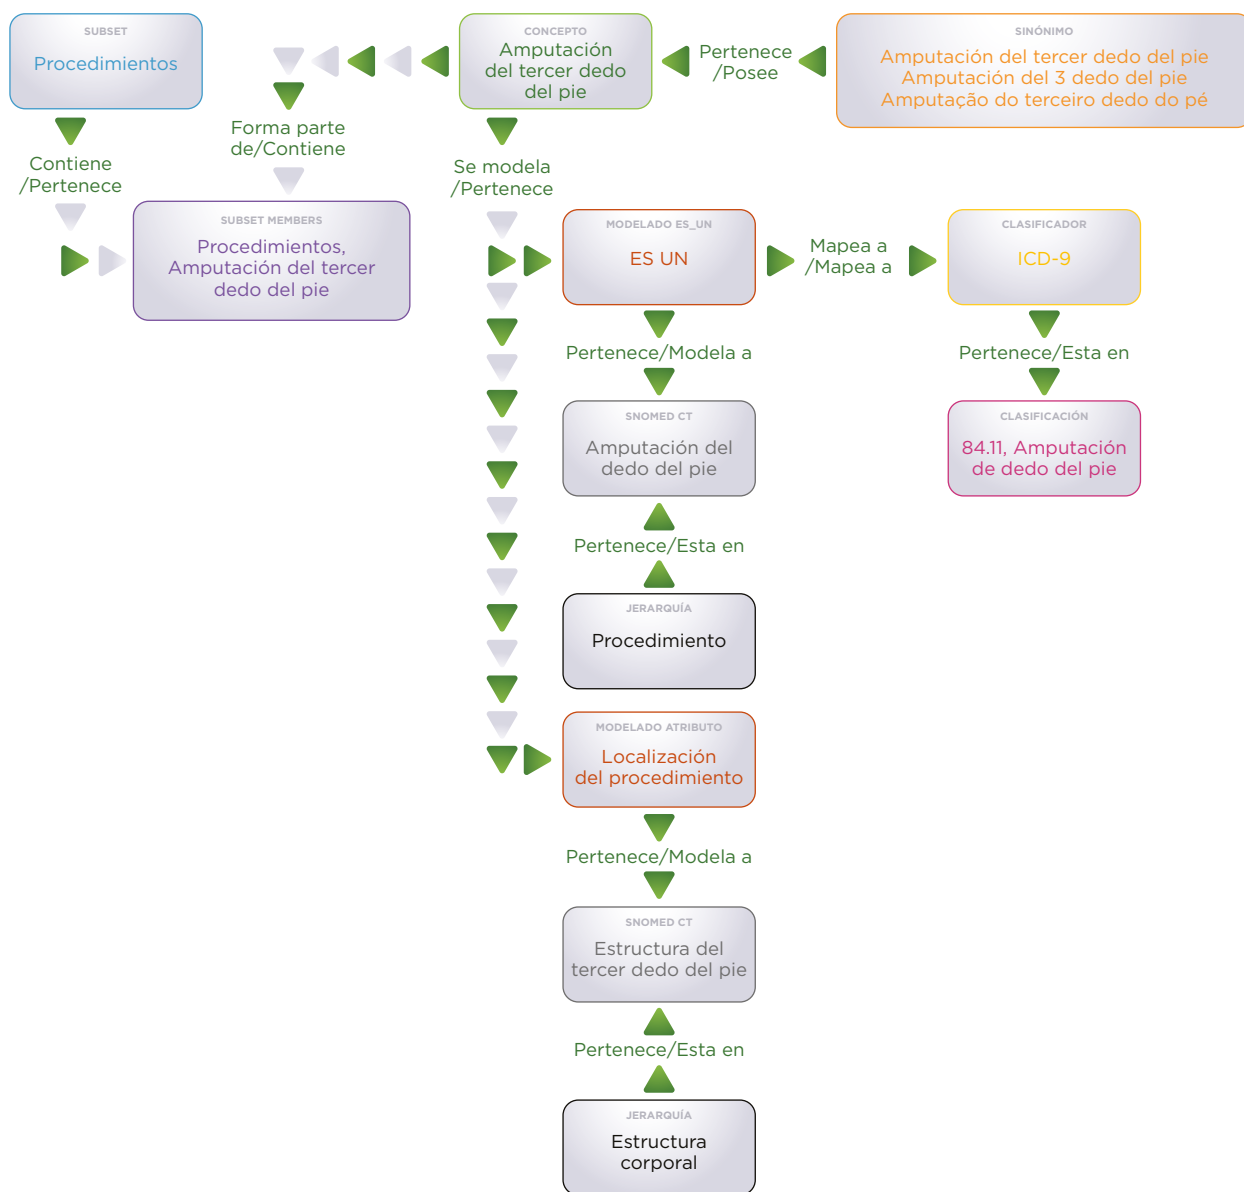 SUBSET
Procedimientos
CONCEPTO
Amputación
del tercer dedo
del pie
Pertenece
/Posee
SINÓNIMO
Amputación del tercer dedo del pie
Amputación del 3 dedo del pie
Amputação do terceiro dedo do pé
Contiene
/Pertenece
Forma parte
de/Contiene
Se modela
/Pertenece
SUBSET MEMBERS
Procedimientos,
Amputación del tercer
dedo del pie
MODELADO ES_UN
ES UN
Mapea a
/Mapea a
CLASIFICADOR
ICD-9
Pertenece/Modela a
Pertenece/Esta en
SNOMED CT
Amputación del
dedo del pie
CLASIFICACIÓN
84.11, Amputación
de dedo del pie
Pertenece/Esta en
JERARQUÍA
Procedimiento
MODELADO ATRIBUTO
Localización
del procedimiento
Pertenece/Modela a
SNOMED CT
Estructura del
tercer dedo del pie
Pertenece/Esta en
JERARQUÍA
Estructura
corporal